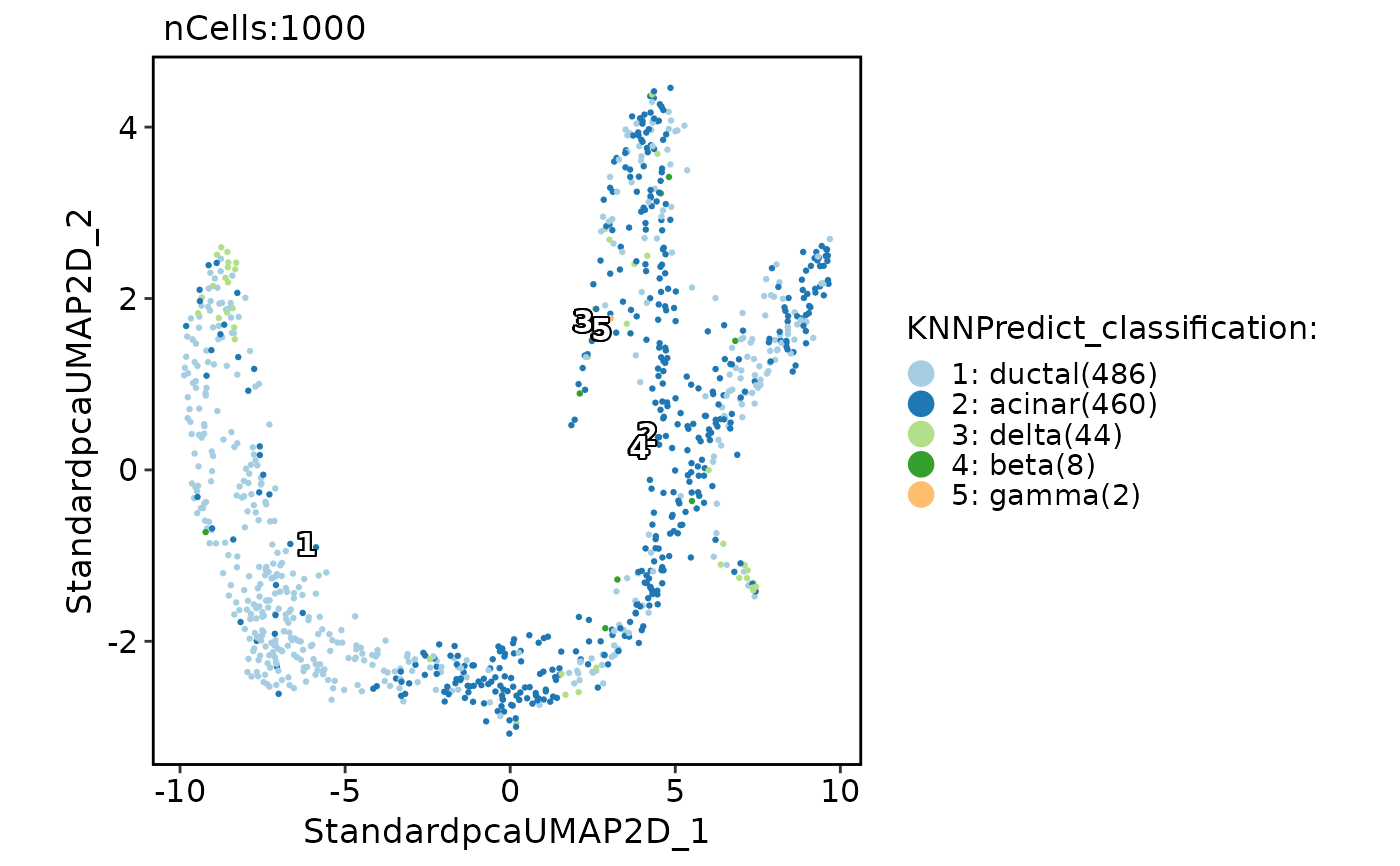 nCells:1000
StandardpcaUMAP2D_2
4
2
0
-2
3
5
2
4
1
-10
-5
0
5
10
StandardpcaUMAP2D_1
KNNPredict_classification:
1: ductal(486)
2: acinar(460)
3: delta(44)
4: beta(8)
5: gamma(2)